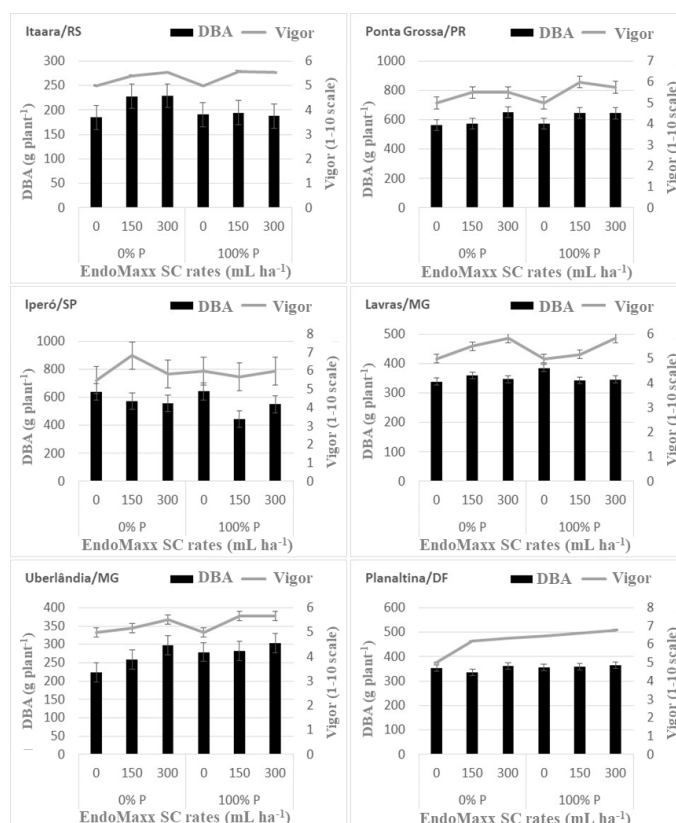 Itaara/RS DBA Vigor
DBA (g plant⁻¹)
300
250
200
150
100
50
0
6
5
4
3
2
1
0
Vigor (1-10 scale)
0 150 300 0 150 300
0% P 100% P
EndoMaxx SC rates (mL ha⁻¹)
Ponta Grossa/PR DBA Vigor
DBA (g plant⁻¹)
1000
800
600
400
200
0
7
6
5
4
3
2
1
0
Vigor (1-10 scale)
0 150 300 0 150 300
0% P 100% P
EndoMaxx SC rates (mL ha⁻¹)
Iperó/SP DBA Vigor
DBA (g plant⁻¹)
1000
800
600
400
200
0
8
7
6
5
4
3
2
1
0
Vigor (1-10 scale)
0 150 300 0 150 300
0% P 100% P
EndoMaxx SC rates (mL ha⁻¹)
Lavras/MG DBA Vigor
DBA (g plant⁻¹)
500
400
300
200
100
0
6
5
4
3
2
1
0
Vigor (1-10 scale)
0 150 300 0 150 300
0% P 100% P
EndoMaxx SC rates (mL ha⁻¹)
Uberlândia/MG DBA Vigor
DBA (g plant⁻¹)
400
350
300
250
200
150
100
50
0
6
5
4
3
2
1
0
Vigor (1-10 scale)
0 150 300 0 150 300
0% P 100% P
EndoMaxx SC rates (mL ha⁻¹)
Planaltina/DF DBA Vigor
DBA (g plant⁻¹)
600
500
400
300
200
100
0
8
7
6
5
4
3
2
1
0
Vigor (1-10 scale)
0 150 300 0 150 300
0% P 100% P
EndoMaxx SC rates (mL ha⁻¹)